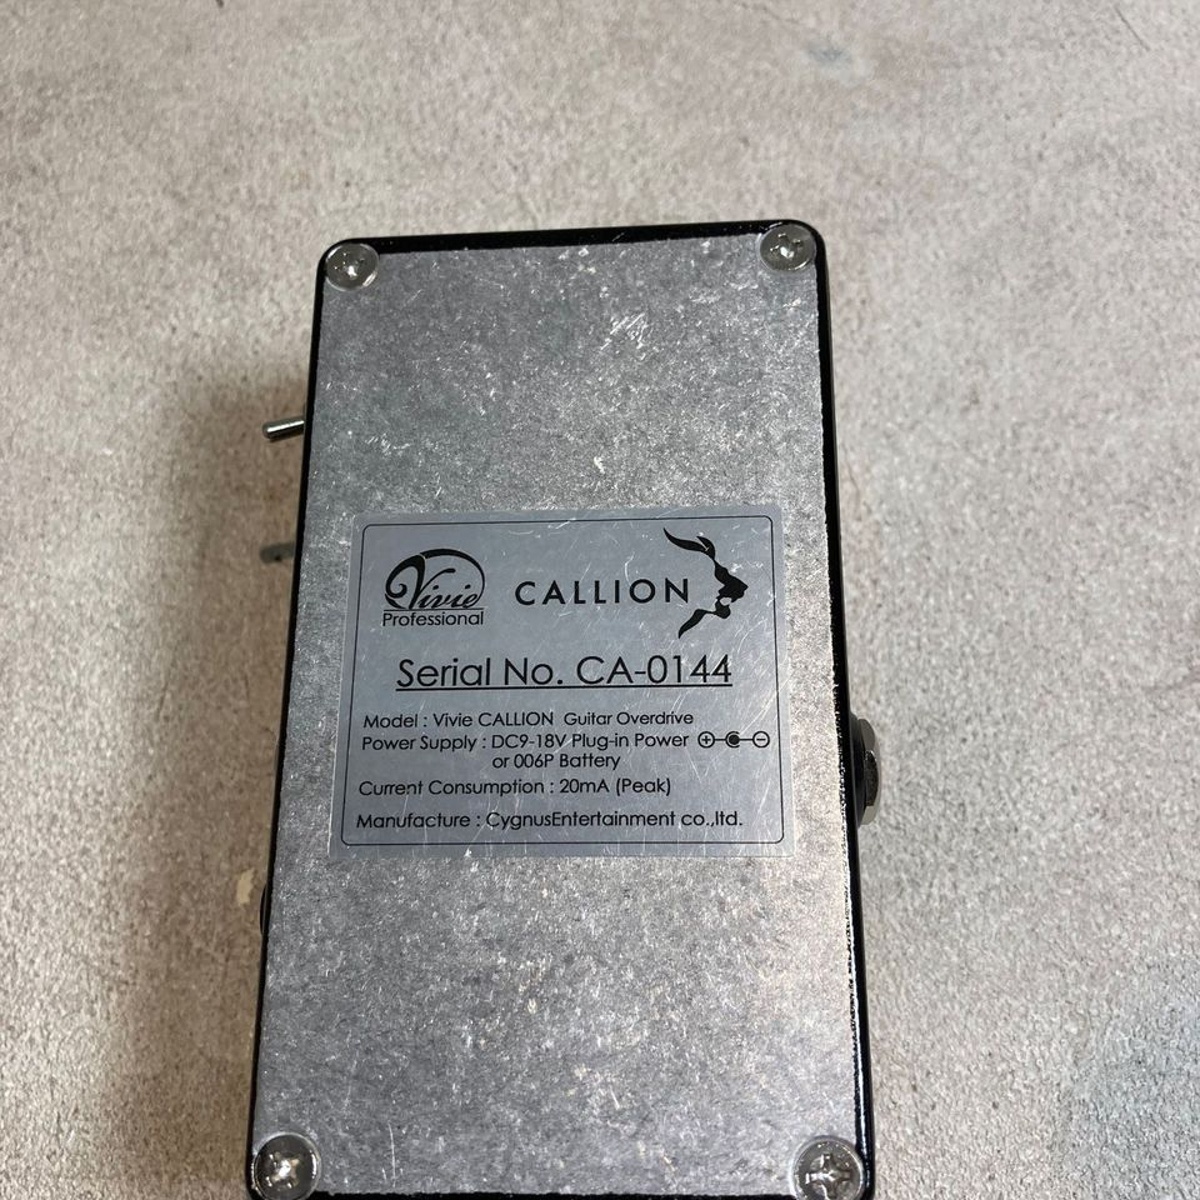 Vivie
Professional
CALLION
Serial No. CA-0144
Model : Vivie CALLION Guitar Overdrive
Power Supply : DC9-18V Plug-in Power
or 006P Battery
Current Consumption : 20mA (Peak)
Manufacture : CygnusEntertainment co.,ltd.